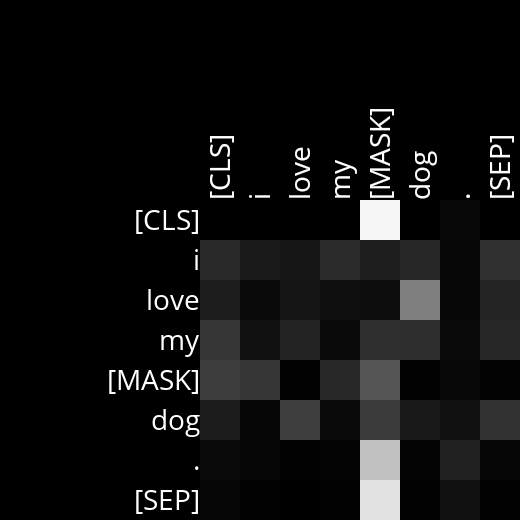 [CLS] i love my [MASK] dog . [SEP]
[CLS]
i
love
my
[MASK]
dog
.
[SEP]